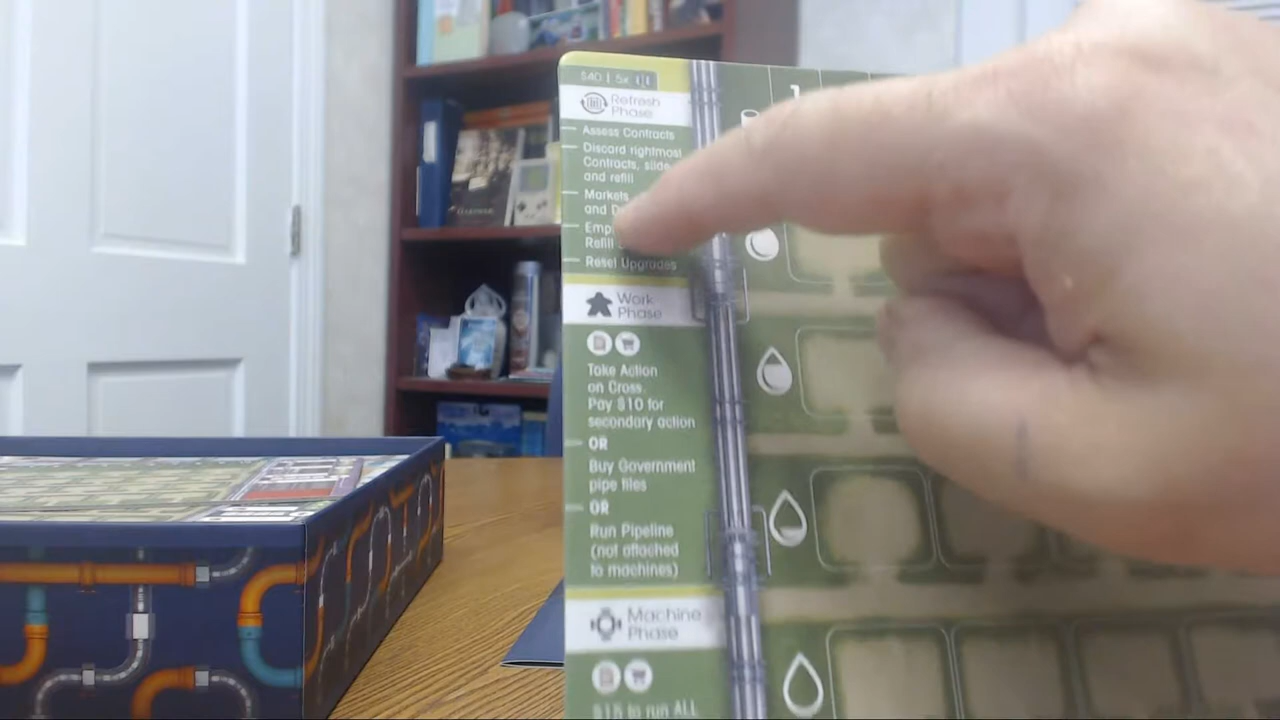 $40 | 5x
Refresh
Phase
Assess Contracts
Discard rightmost
Contracts, slide
and refill
Markets
and
Refill
Reset Upgrades
Work
Phase
Take Action
on Cross.
Pay $10 for
secondary action
OR
Buy Government
pipe tiles
OR
Run Pipeline
(not attached
to machines)
Machine
Phase
$15 to run ALL
1